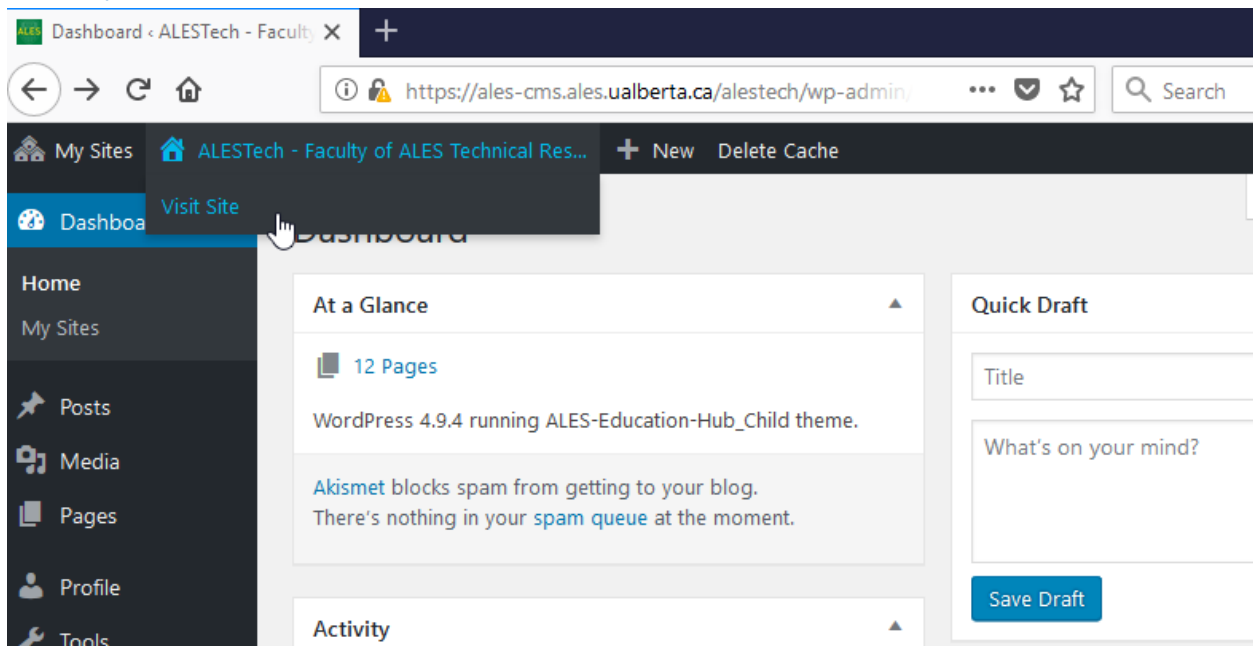 ALES Dashboard ‹ ALESTech - Faculty
https://ales-cms.ales.ualberta.ca/alestech/wp-admin/
Search
My Sites
ALESTech - Faculty of ALES Technical Res...
New
Delete Cache
Visit Site
Dashboa
Dashboard
Home
My Sites
Posts
Media
Pages
Profile
Tools
At a Glance
12 Pages
WordPress 4.9.4 running ALES-Education-Hub_Child theme.
Akismet blocks spam from getting to your blog.
There's nothing in your spam queue at the moment.
Activity
Quick Draft
Title
What's on your mind?
Save Draft